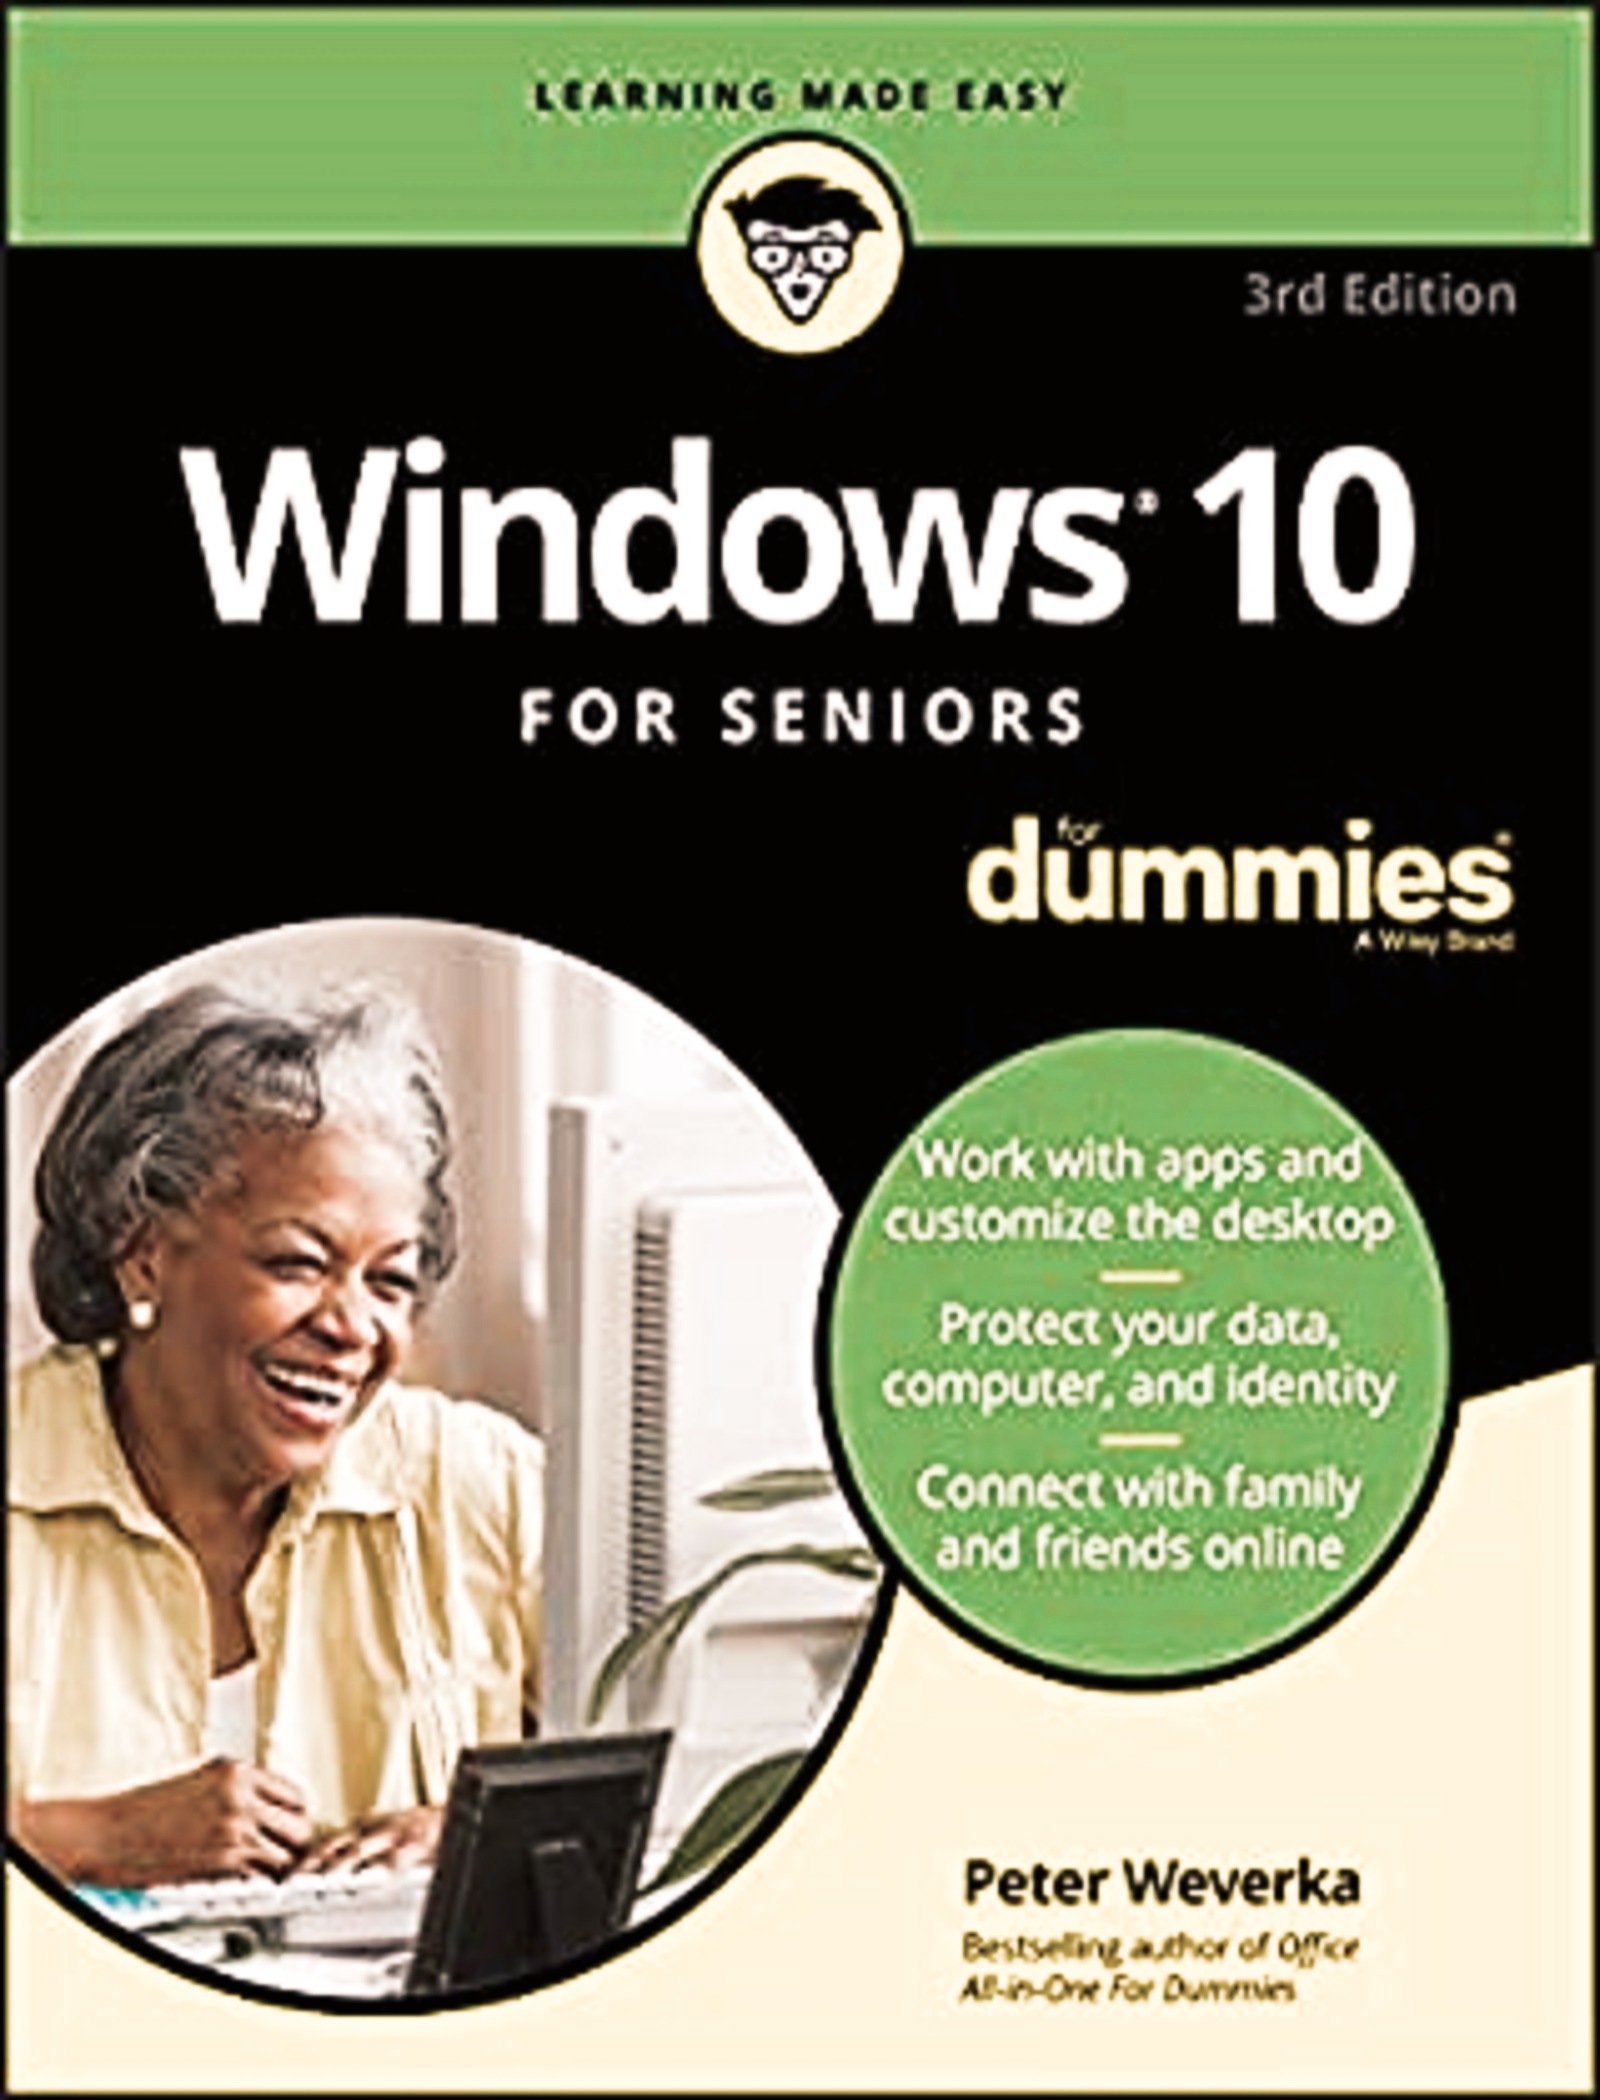 LEARNING MADE EASY
3rd Edition
Windows® 10
FOR SENIORS
for
dummies®
A Wiley Brand
Work with apps and
customize the desktop
Protect your data,
computer, and identity
Connect with family
and friends online
Peter Weverka
Bestselling author of Office
All-in-One For Dummies